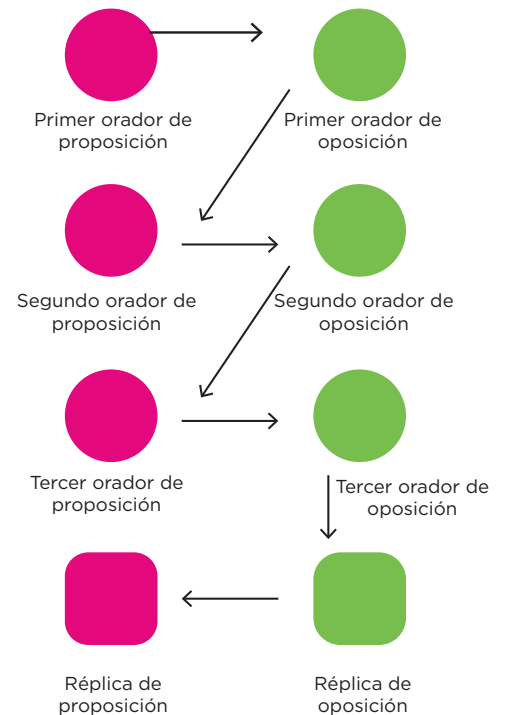 Primer orador de
proposición
Primer orador de
oposición
Segundo orador de
proposición
Segundo orador de
oposición
Tercer orador de
proposición
Tercer orador de
oposición
Réplica de
proposición
Réplica de
oposición